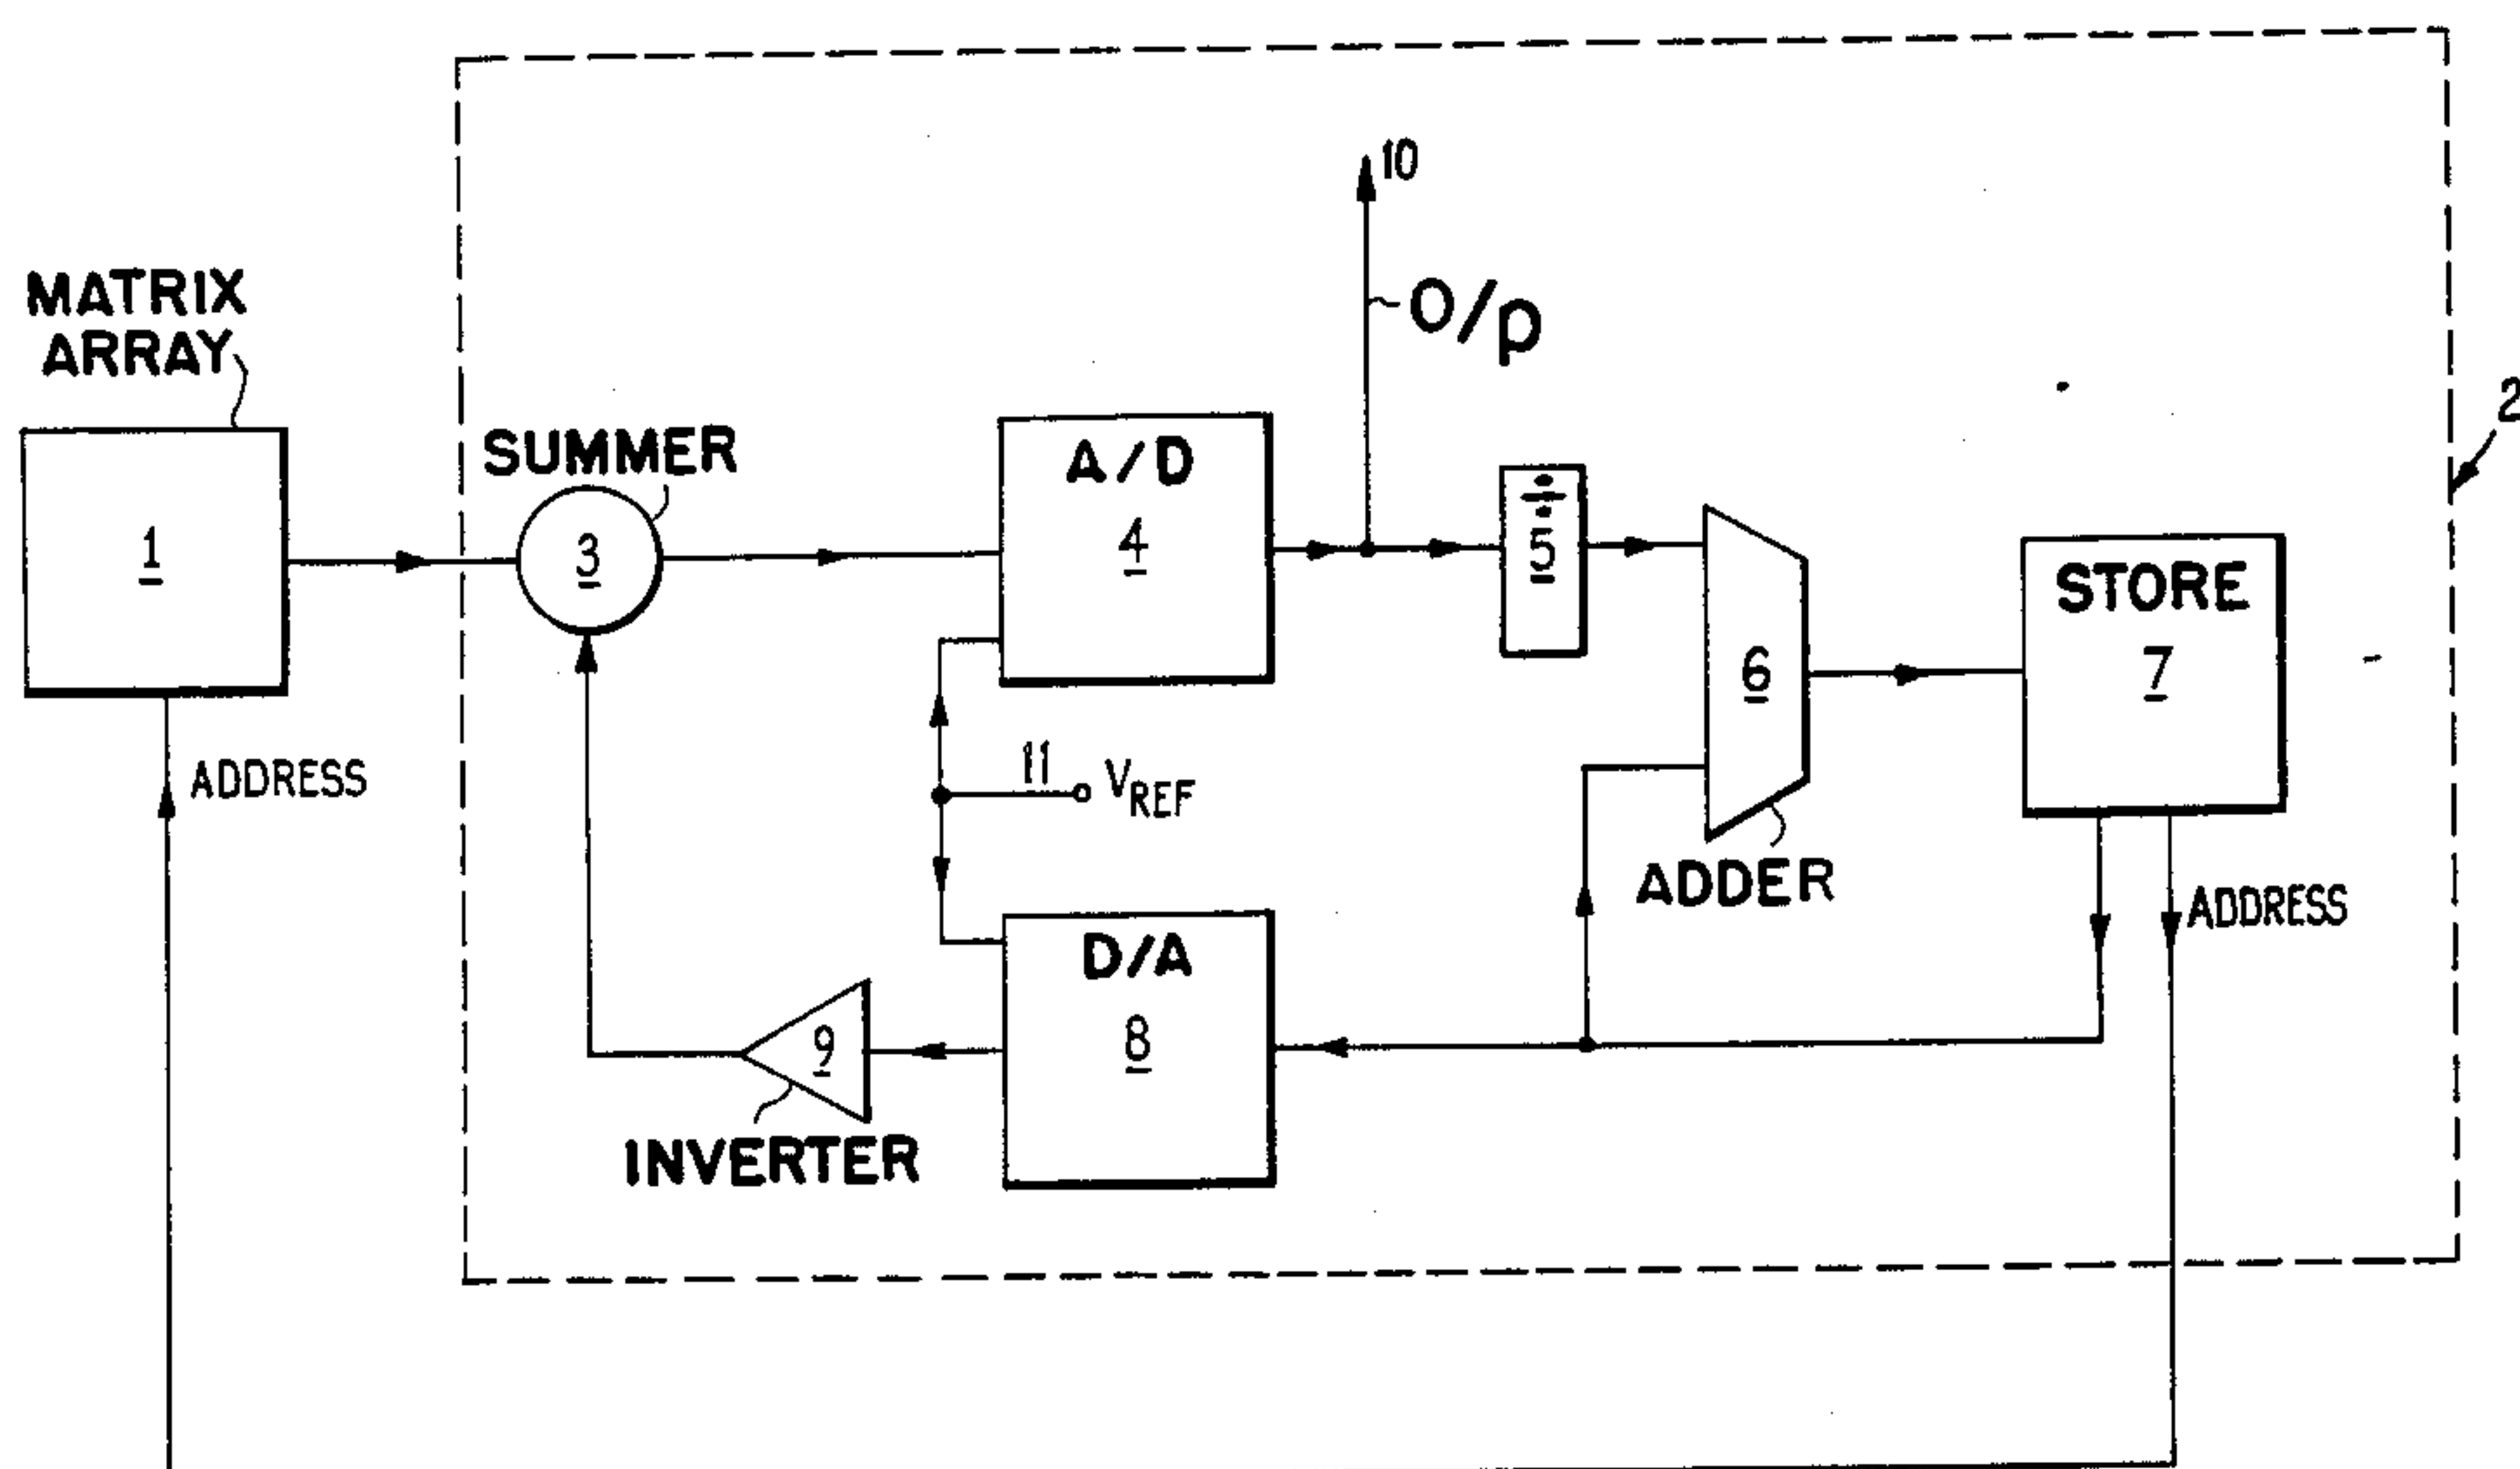 10
O/p
MATRIX
ARRAY
2
SUMMER
A/D
1
3
4
÷
5
STORE
6
7
ADDRESS
11
VREF
ADDER
ADDRESS
D/A
9
8
INVERTER